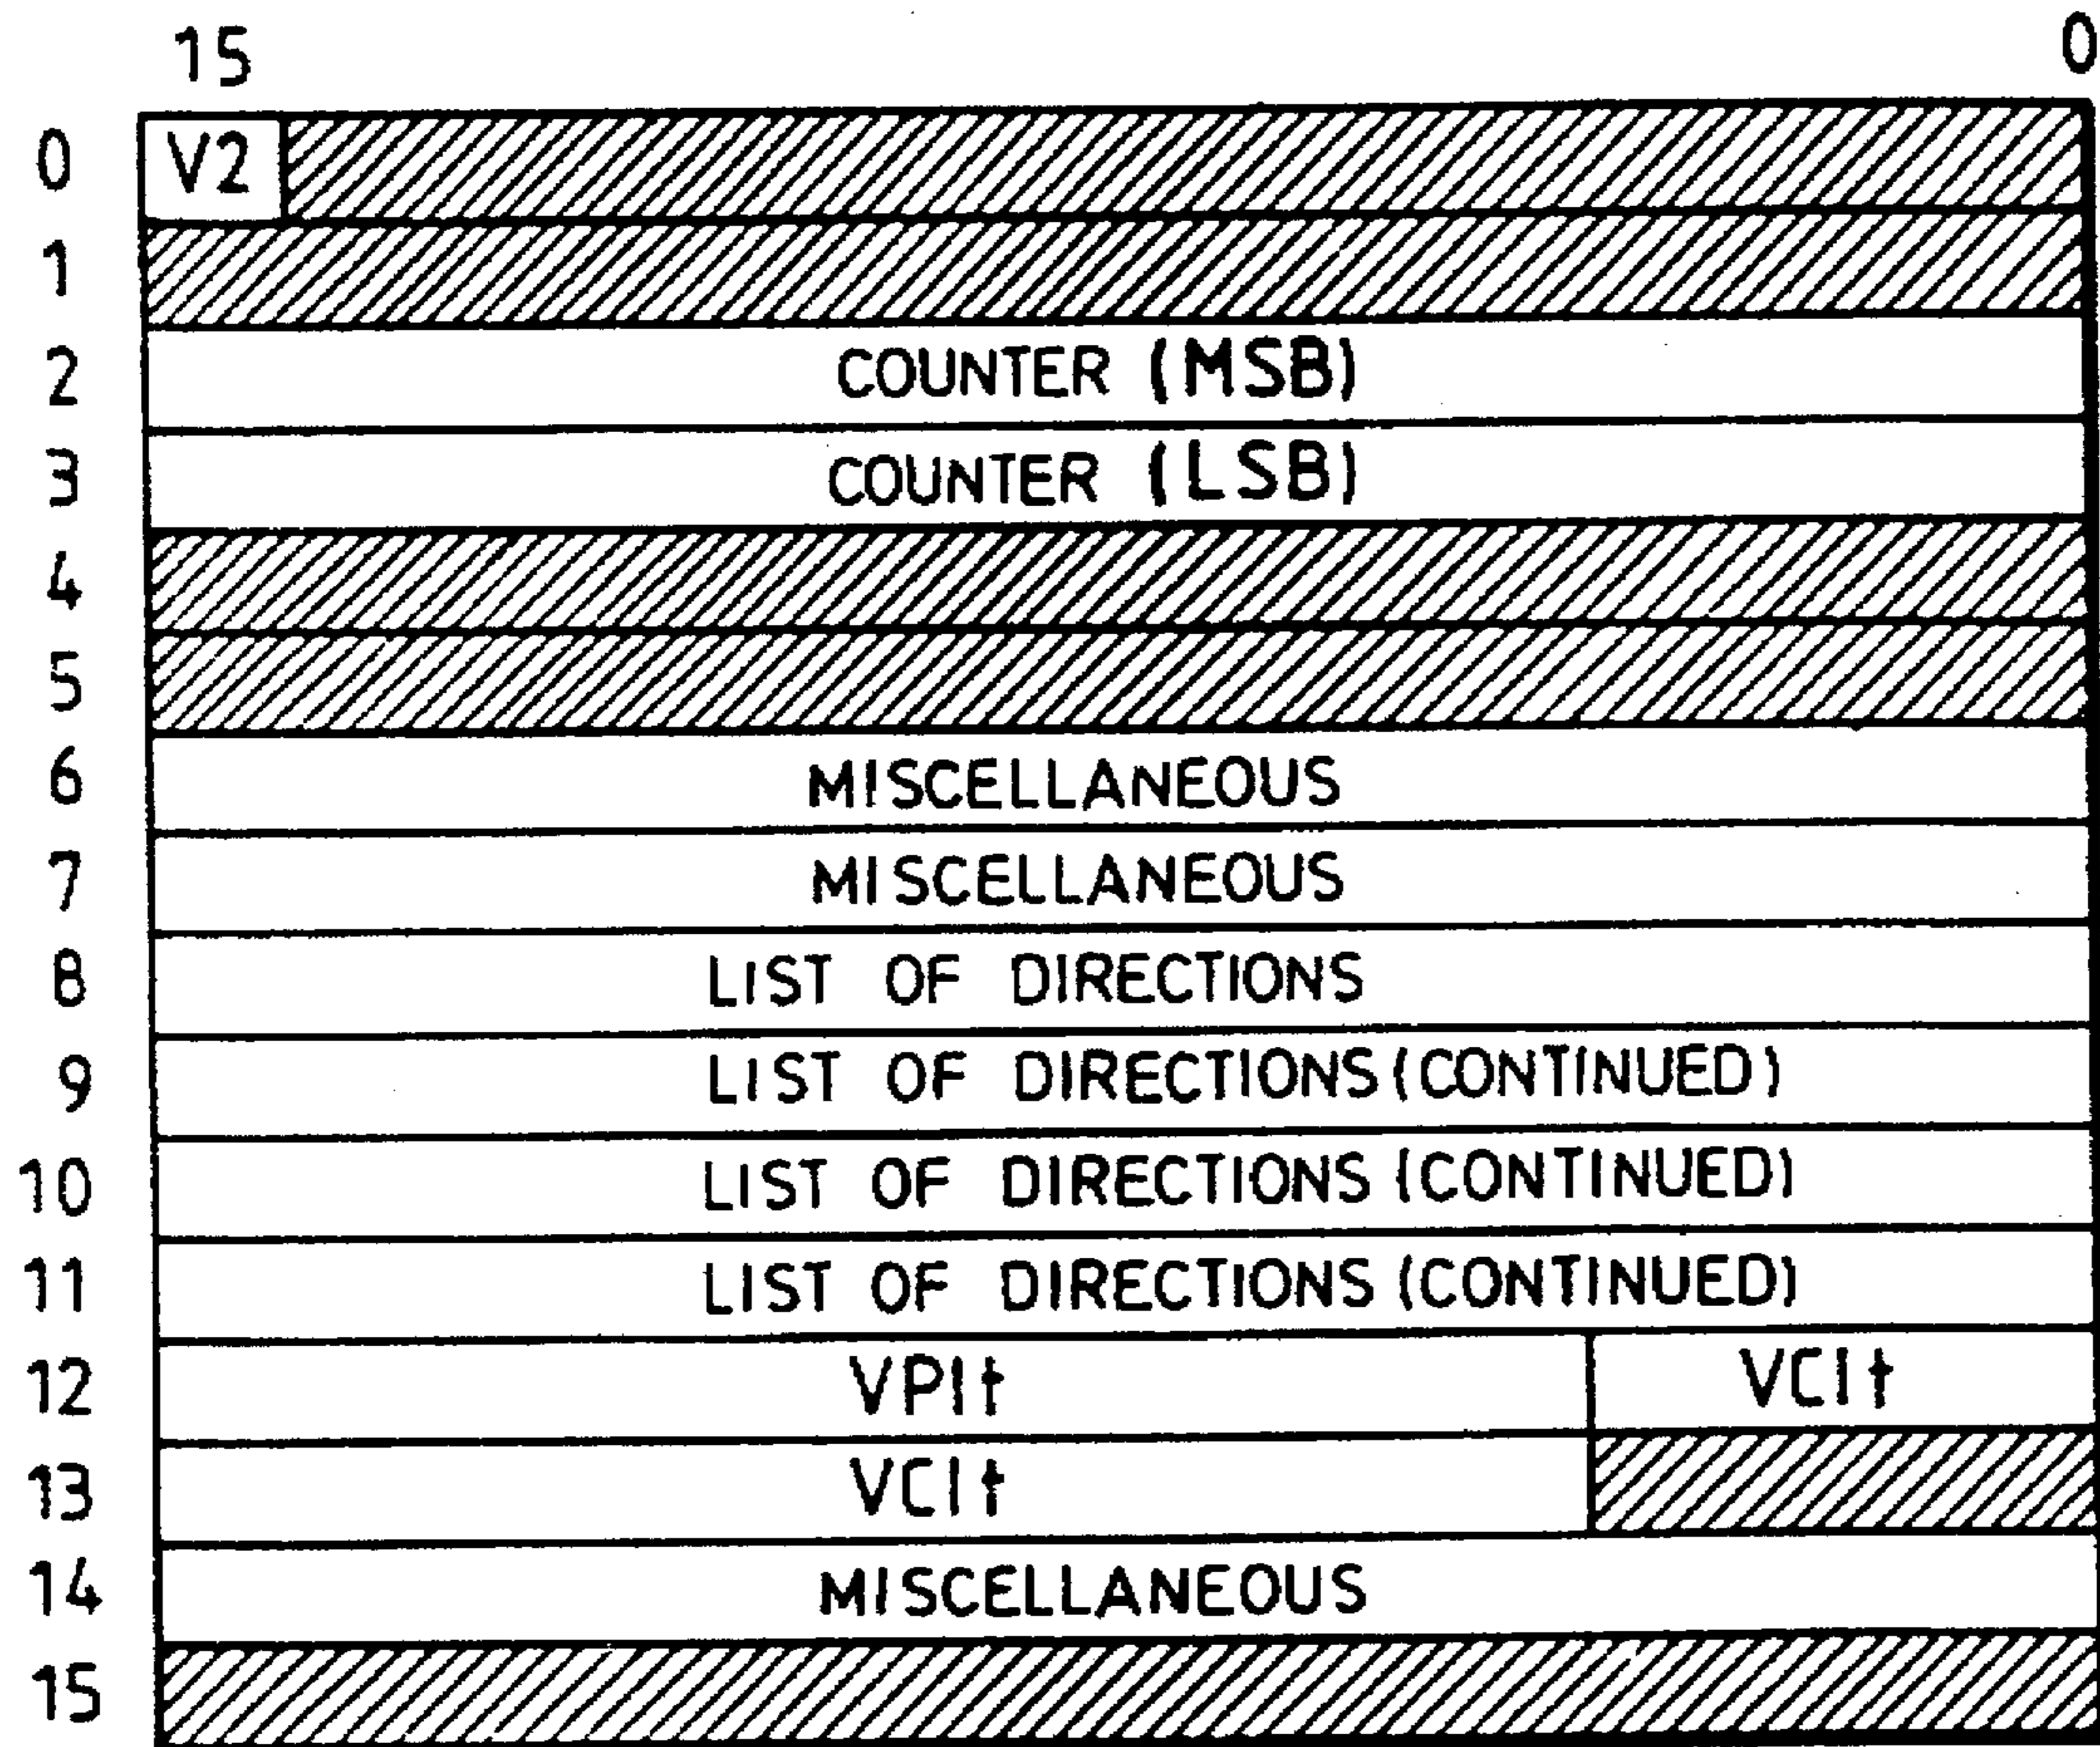 15 0
0 V2
1
2 COUNTER (MSB)
3 COUNTER (LSB)
4
5
6 MISCELLANEOUS
7 MISCELLANEOUS
8 LIST OF DIRECTIONS
9 LIST OF DIRECTIONS (CONTINUED)
10 LIST OF DIRECTIONS (CONTINUED)
11 LIST OF DIRECTIONS (CONTINUED)
12 VPIt VCIt
13 VCIt
14 MISCELLANEOUS
15